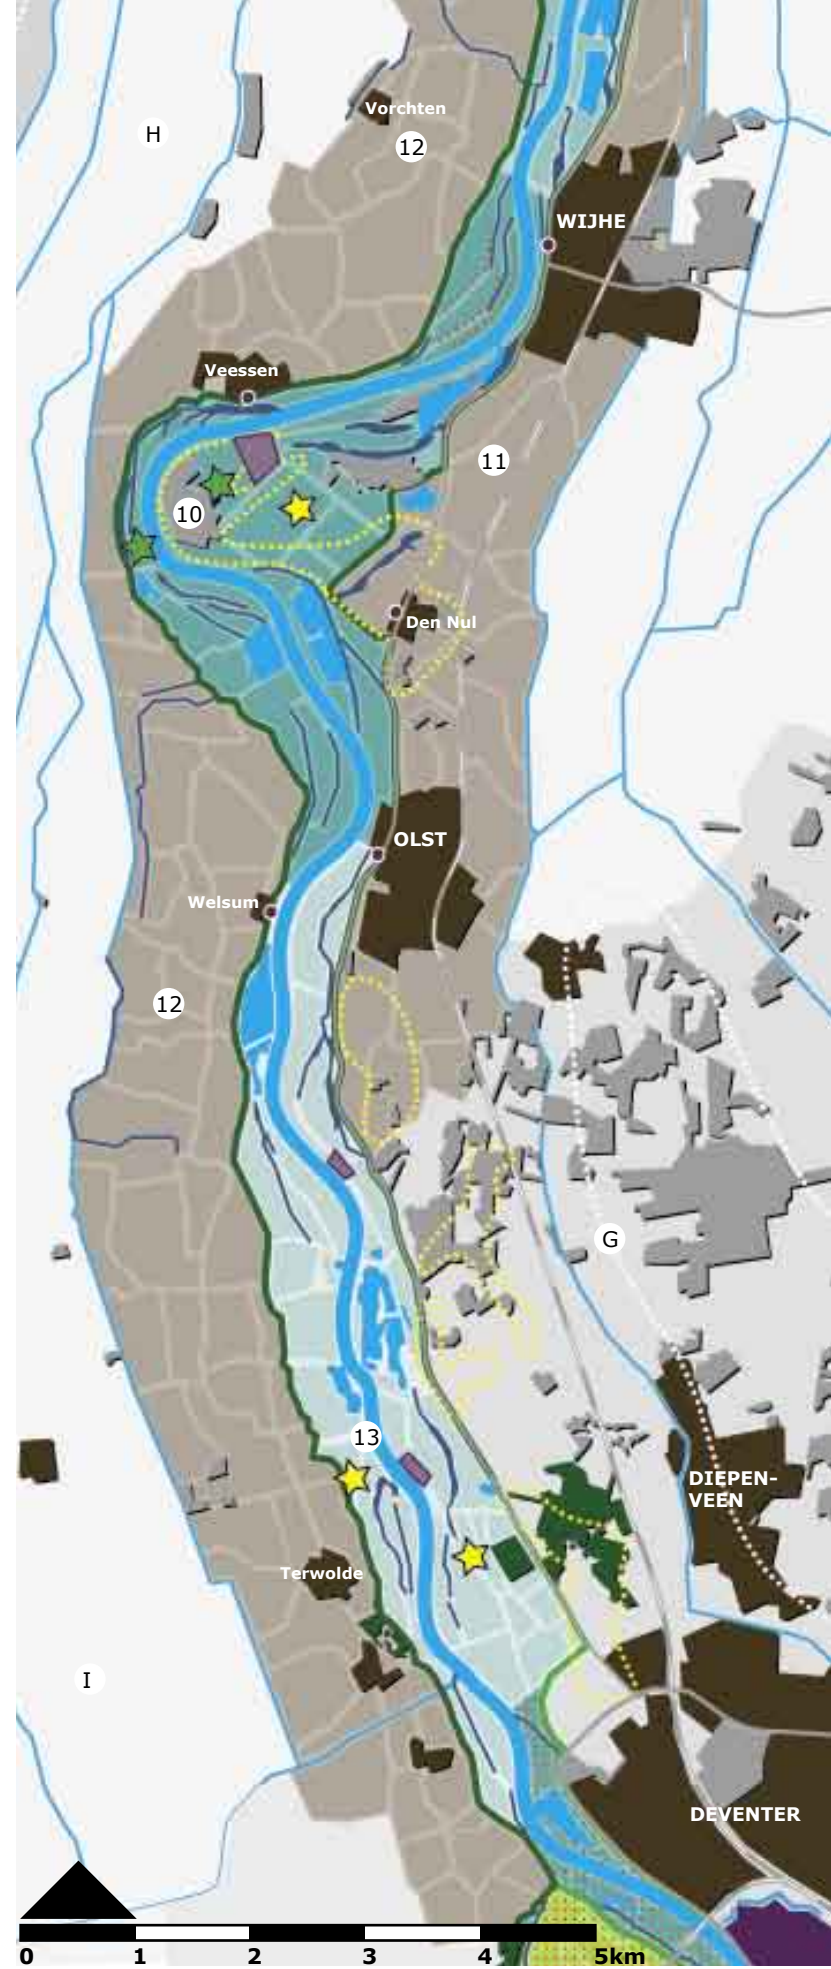 Vorchten
H
12
WIJHE
Veessen
11
10
Den Nul
OLST
Welsum
12
G
13
DIEPEN-
VEEN
Terwolde
I
DEVENTER
0 1 2 3 4 5km